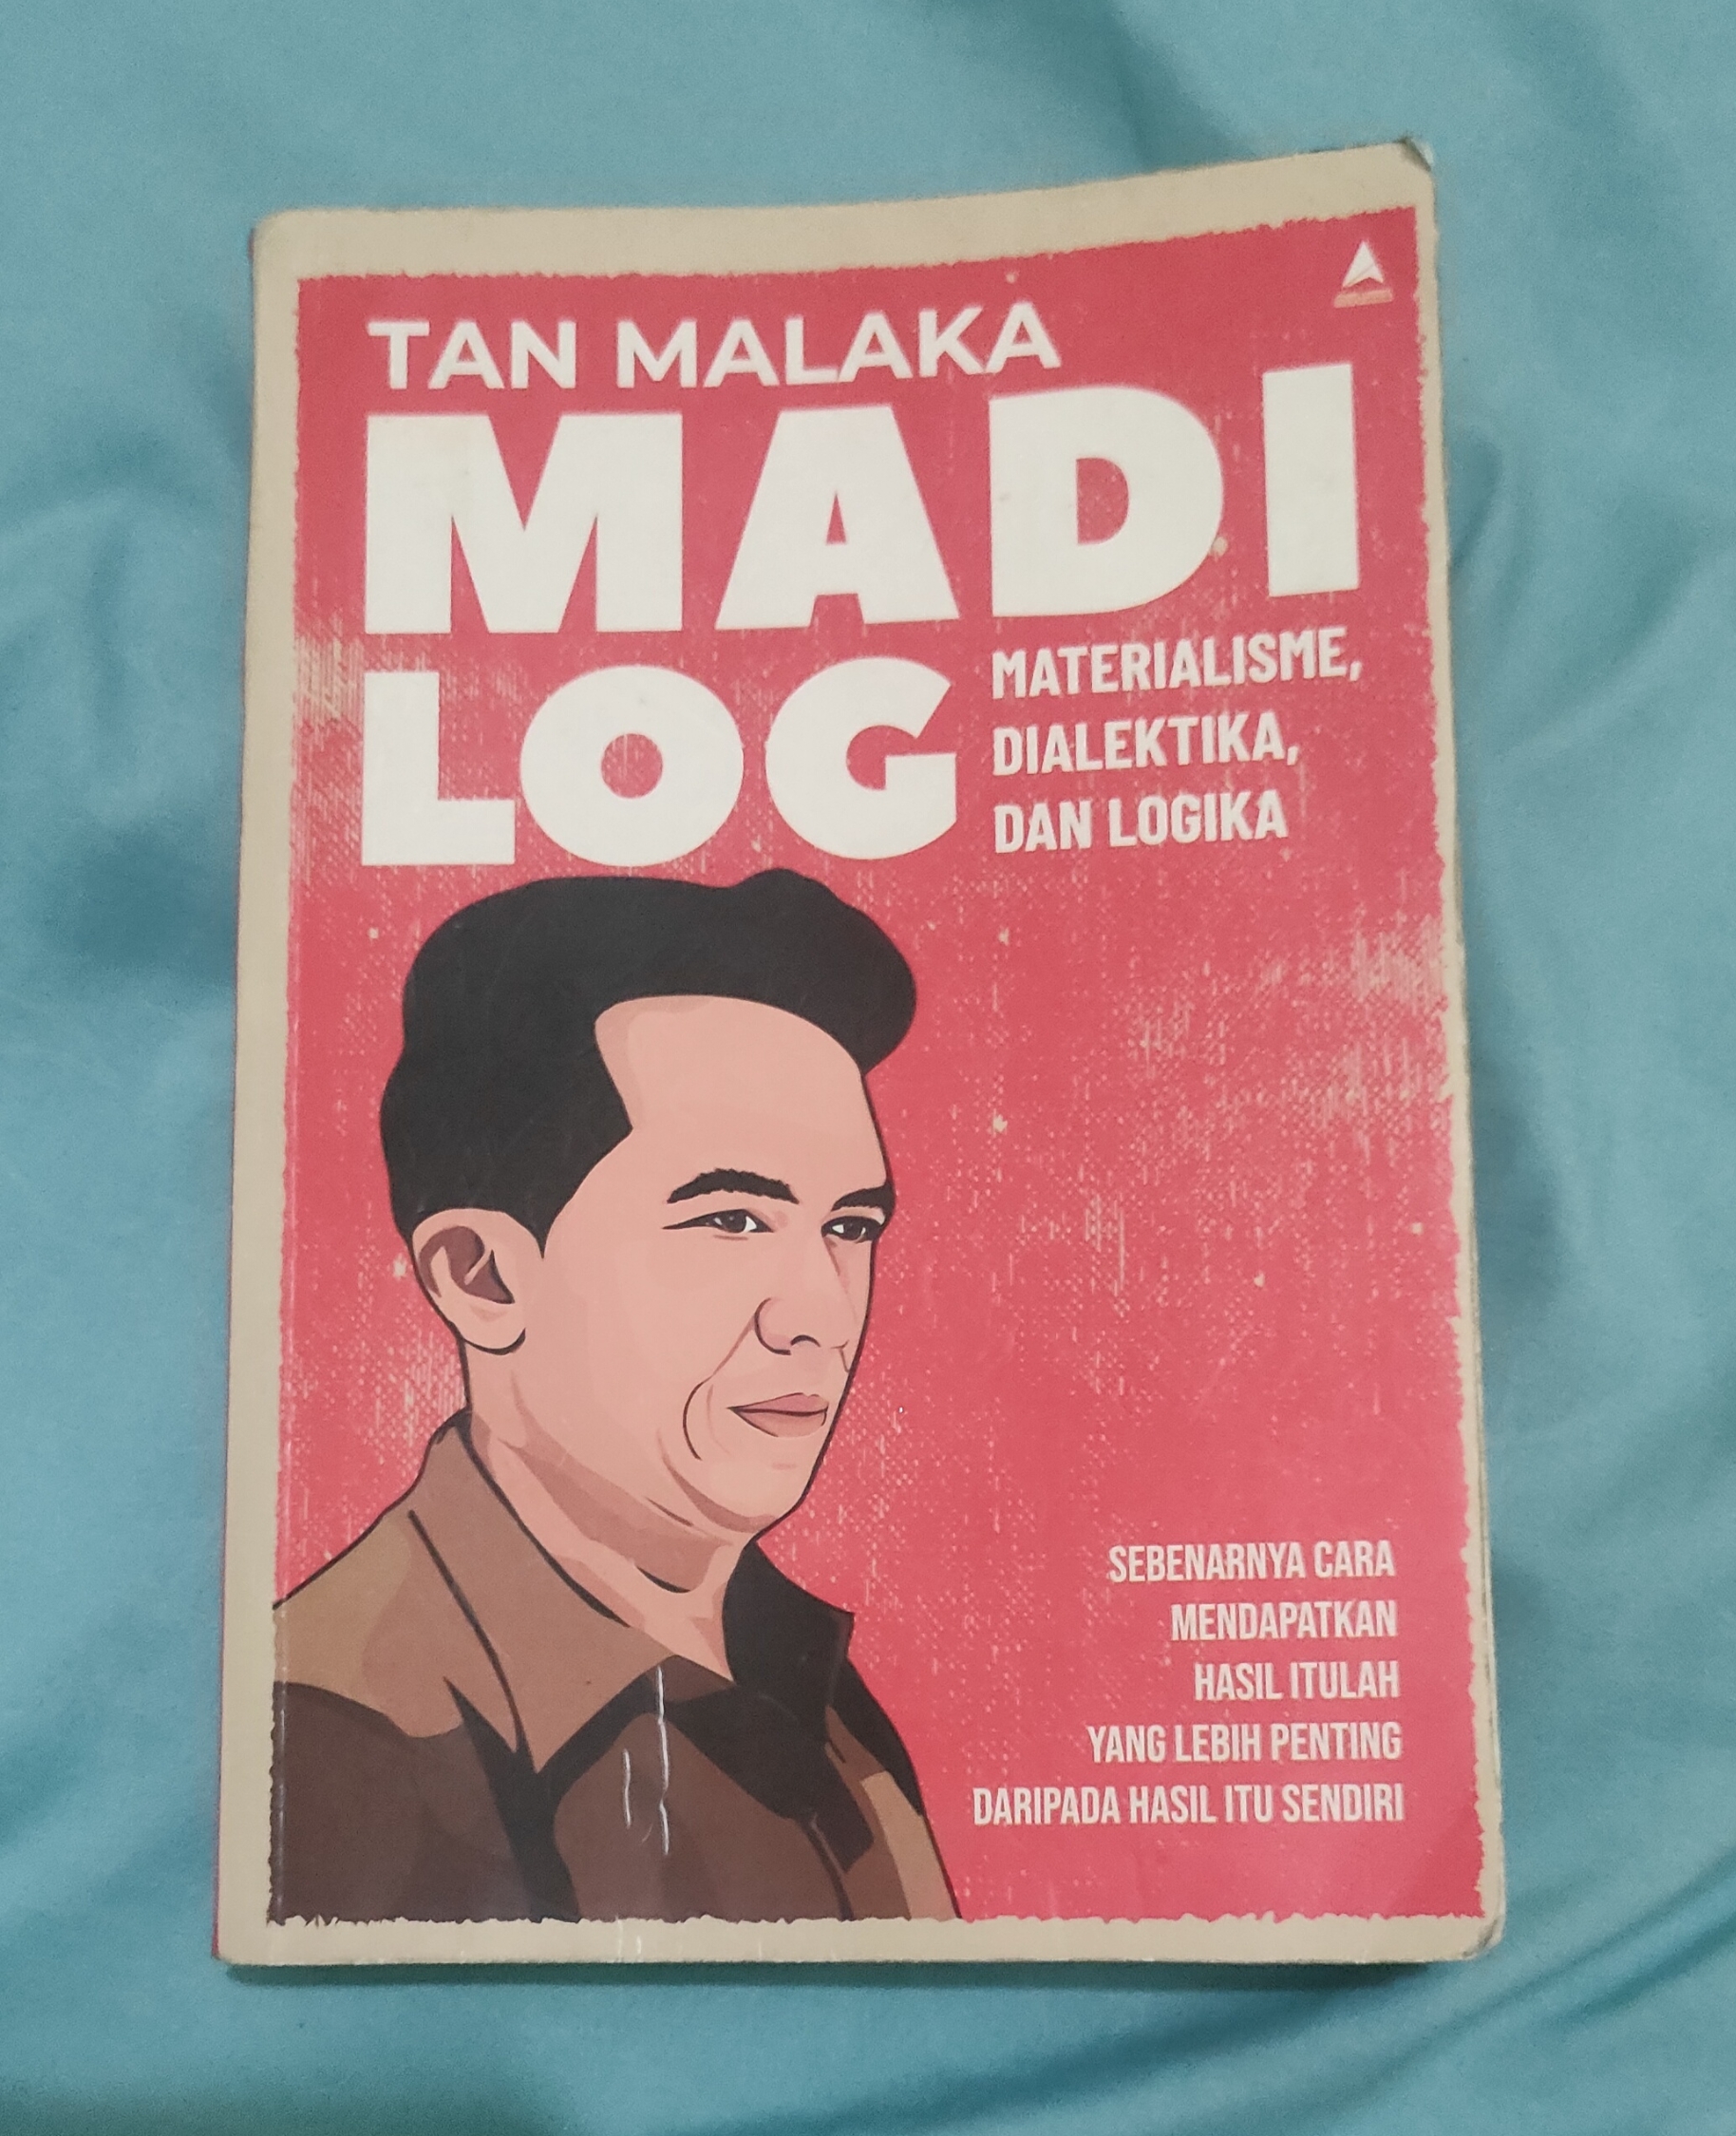 TAN MALAKA
MADI
LOG
MATERIALISME,
DIALEKTIKA,
DAN LOGIKA
SEBENARNYA CARA
MENDAPATKAN
HASIL ITULAH
YANG LEBIH PENTING
DARIPADA HASIL ITU SENDIRI